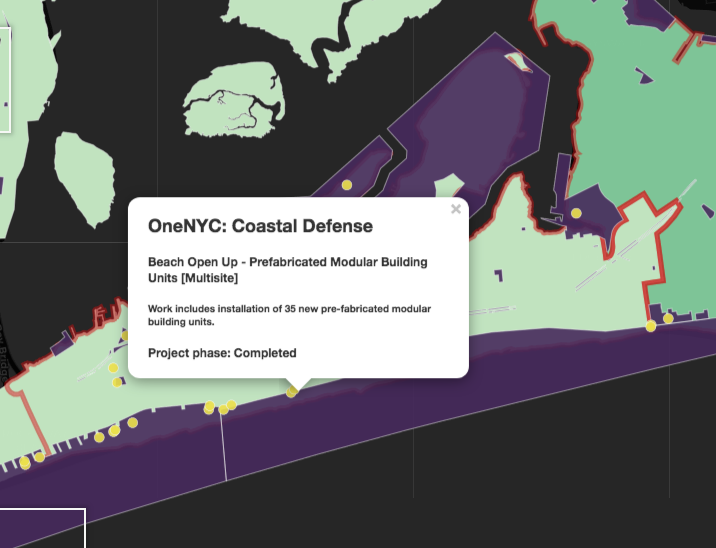 OneNYC: Coastal Defense
×
Beach Open Up - Prefabricated Modular Building
Units [Multisite]
Work includes installation of 35 new pre-fabricated modular
building units.
Project phase: Completed